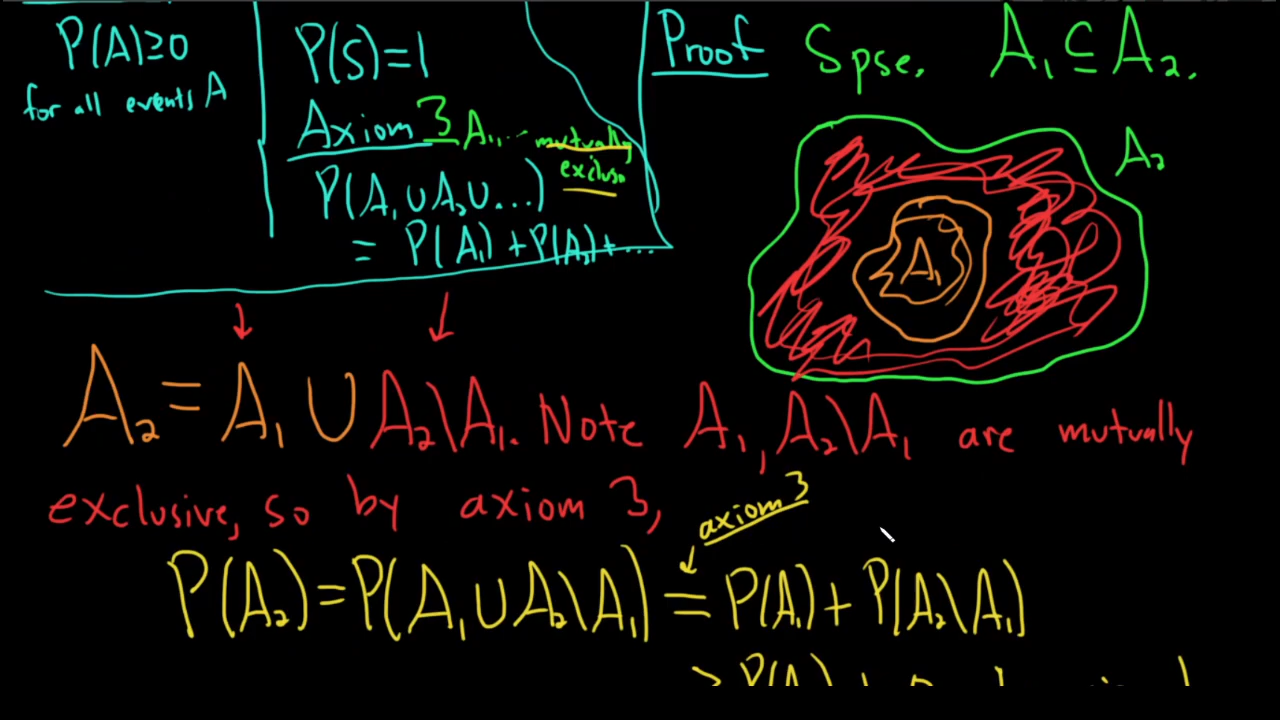 P(A)≥0
for all events A
P(S)=1
Axiom 3 A₁,... mutually
exclusi
P(A₁∪A₂∪...)
= P(A₁)+P(A₂)+...
Proof Spse. A₁⊆A₂.
A₂
A₁
A₂=A₁∪A₂\A₁. Note A₁, A₂\A₁ are mutually
exclusive, so by axiom 3,
axiom 3
P(A₂)=P(A₁∪A₂\A₁)=P(A₁)+P(A₂\A₁)